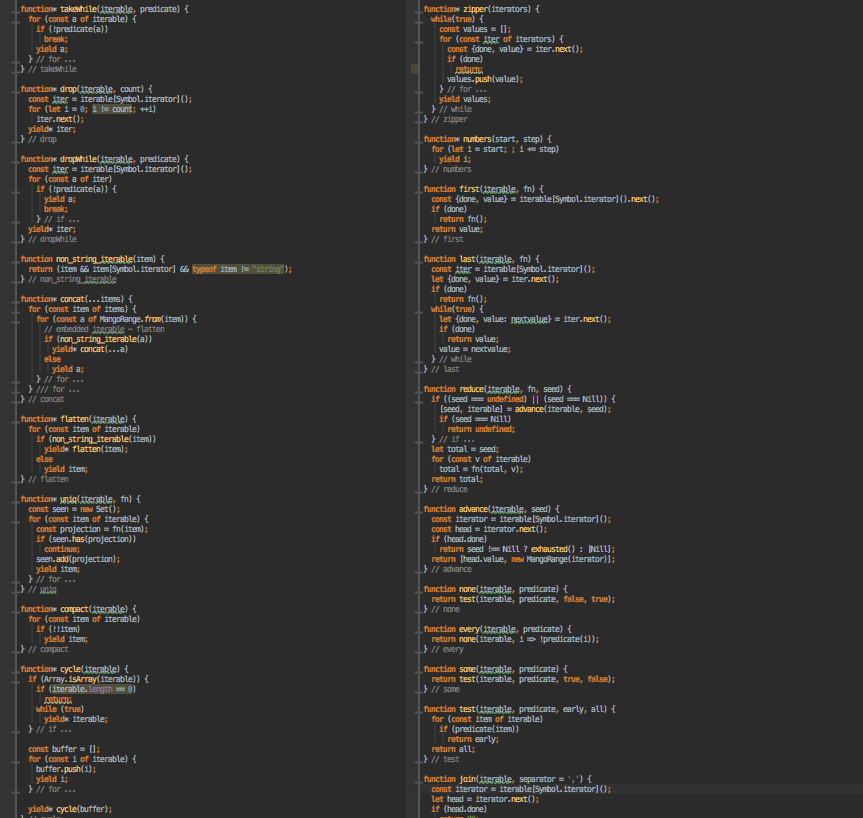 function* takeWhile(iterable, predicate) {
for (const a of iterable) {
if (!predicate(a))
break;
yield a;
} // for ...
} // takeWhile
function* drop(iterable, count) {
const iter = iterable[Symbol.iterator]();
for (let i = 0; i != count; ++i)
iter.next();
yield* iter;
} // drop
function* dropWhile(iterable, predicate) {
const iter = iterable[Symbol.iterator]();
for (const a of iter)
if (!predicate(a)) {
yield a;
break;
} // if ...
yield* iter;
} // dropWhile
function non_string_iterable(item) {
return (item && item[Symbol.iterator] && typeof item != "string");
} // non_string_iterable
function* concat(...items) {
for (const item of items) {
for (const a of MangoRange.from(item)) {
// embedded iterable - flatten
if (non_string_iterable(a))
yield* concat(...a)
else
yield a;
} // for ...
} /// for ...
} // concat
function* flatten(iterable) {
for (const item of iterable)
if (non_string_iterable(item))
yield* flatten(item);
else
yield item;
} // flatten
function* uniq(iterable, fn) {
const seen = new Set();
for (const item of iterable) {
const projection = fn(item);
if (seen.has(projection))
continue;
seen.add(projection);
yield item;
} // for ...
} // uniq
function* compact(iterable) {
for (const item of iterable)
if (!!item)
yield item;
} // compact
function* cycle(iterable) {
if (Array.isArray(iterable)) {
if (iterable.length == 0)
return;
while (true)
yield* iterable;
} // if ...
const buffer = [];
for (const i of iterable) {
buffer.push(i);
yield i;
} // for ...
yield* cycle(buffer);
} // cycle
function* zipper(iterators) {
while(true) {
const values = [];
for (const iter of iterators) {
const {done, value} = iter.next();
if (done)
return;
values.push(value);
} // for ...
yield values;
} // while
} // zipper
function* numbers(start, step) {
for (let i = start; ; i += step)
yield i;
} // numbers
function first(iterable, fn) {
const {done, value} = iterable[Symbol.iterator]().next();
if (done)
return fn();
return value;
} // first
function last(iterable, fn) {
const iter = iterable[Symbol.iterator]();
let {done, value} = iter.next();
if (done)
return fn();
while(true) {
let {done, value: nextvalue} = iter.next();
if (done)
return value;
value = nextvalue;
} // while
} // last
function reduce(iterable, fn, seed) {
if ((seed === undefined) || (seed === Nill)) {
[seed, iterable] = advance(iterable, seed);
if (seed === Nill)
return undefined;
} // if ...
let total = seed;
for (const v of iterable)
total = fn(total, v);
return total;
} // reduce
function advance(iterable, seed) {
const iterator = iterable[Symbol.iterator]();
const head = iterator.next();
if (head.done)
return seed !== Nill ? exhausted() : [Nill];
return [head.value, new MangoRange(iterator)];
} // advance
function none(iterable, predicate) {
return test(iterable, predicate, false, true);
} // none
function every(iterable, predicate) {
return none(iterable, i => !predicate(i));
} // every
function some(iterable, predicate) {
return test(iterable, predicate, true, false);
} // some
function test(iterable, predicate, early, all) {
for (const item of iterable)
if (predicate(item))
return early;
return all;
} // test
function join(iterable, separator = ',') {
const iterator = iterable[Symbol.iterator]();
let head = iterator.next();
if (head.done)